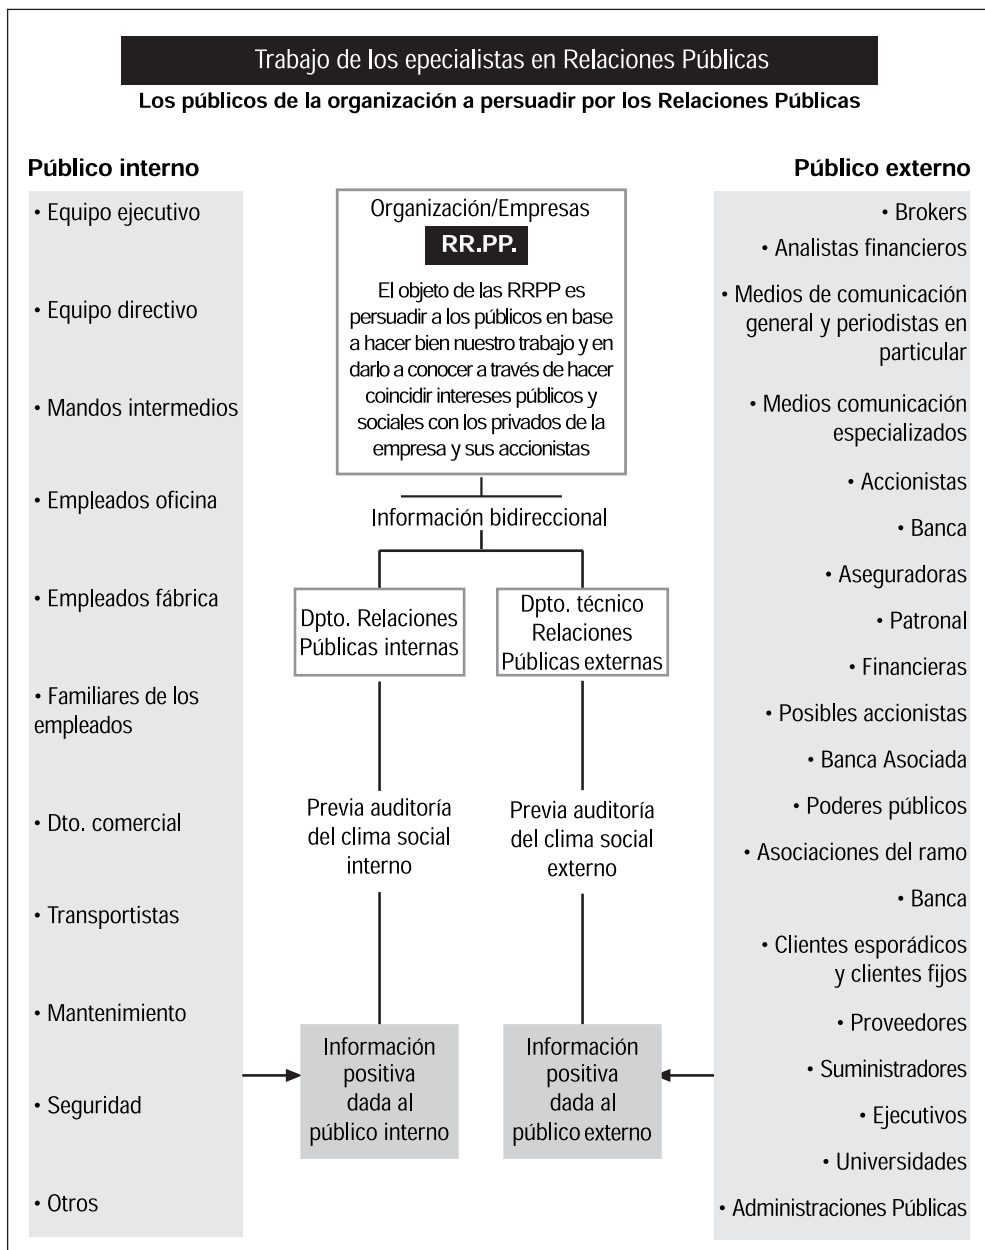 Trabajo de los epecialistas en Relaciones Públicas
Los públicos de la organización a persuadir por los Relaciones Públicas
Público interno
• Equipo ejecutivo
• Equipo directivo
• Mandos intermedios
• Empleados oficina
• Empleados fábrica
• Familiares de los
empleados
• Dto. comercial
• Transportistas
• Mantenimiento
• Seguridad
• Otros
Organización/Empresas
RR.PP.
El objeto de las RRPP es
persuadir a los públicos en base
a hacer bien nuestro trabajo y en
darlo a conocer a través de hacer
coincidir intereses públicos y
sociales con los privados de la
empresa y sus accionistas
Información bidireccional
Dpto. Relaciones
Públicas internas
Dpto. técnico
Relaciones
Públicas externas
Previa auditoría
del clima social
interno
Previa auditoría
del clima social
externo
Información
positiva
dada al
público interno
Información
positiva
dada al
público externo
Público externo
• Brokers
• Analistas financieros
• Medios de comunicación
general y periodistas en
particular
• Medios comunicación
especializados
• Accionistas
• Banca
• Aseguradoras
• Patronal
• Financieras
• Posibles accionistas
• Banca Asociada
• Poderes públicos
• Asociaciones del ramo
• Banca
• Clientes esporádicos
y clientes fijos
• Proveedores
• Suministradores
• Ejecutivos
• Universidades
• Administraciones Públicas